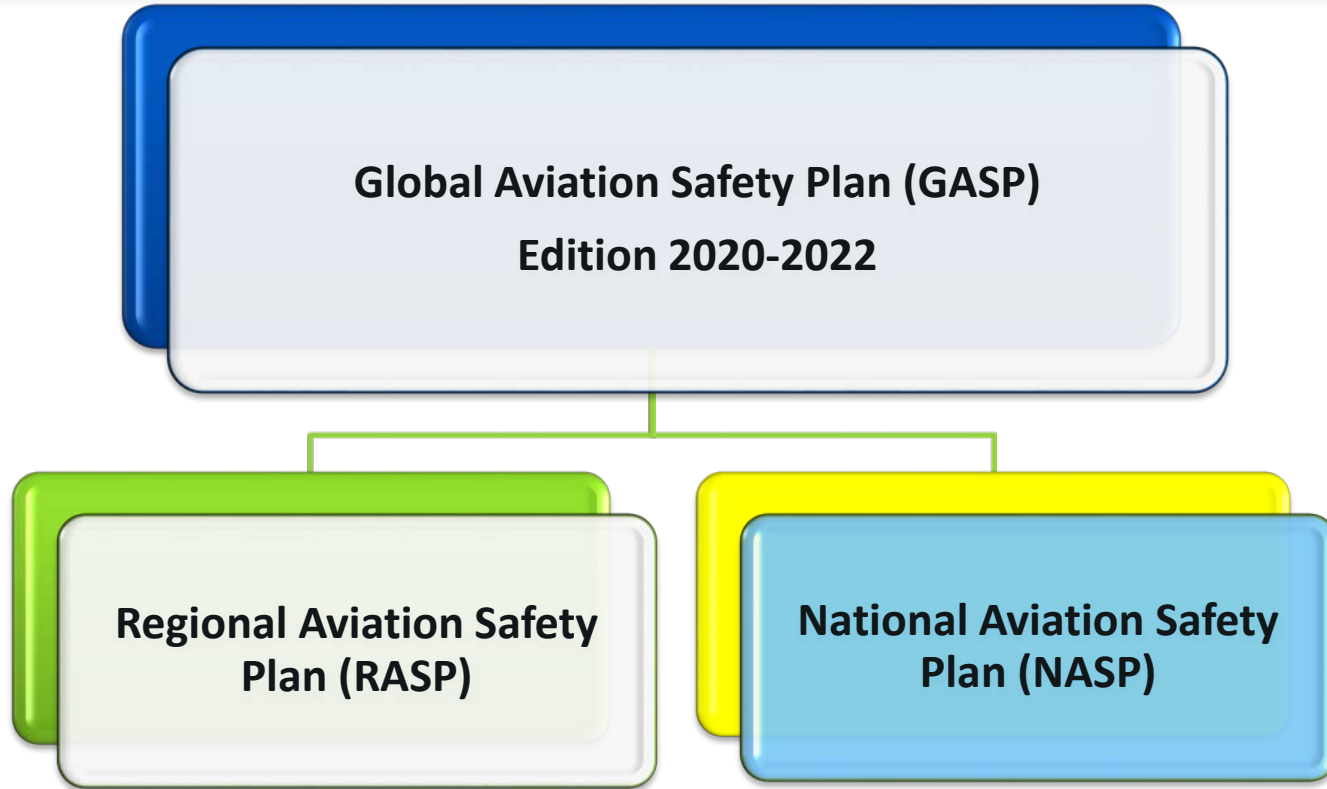 Global Aviation Safety Plan (GASP)
Edition 2020-2022
Regional Aviation Safety
Plan (RASP)
National Aviation Safety
Plan (NASP)